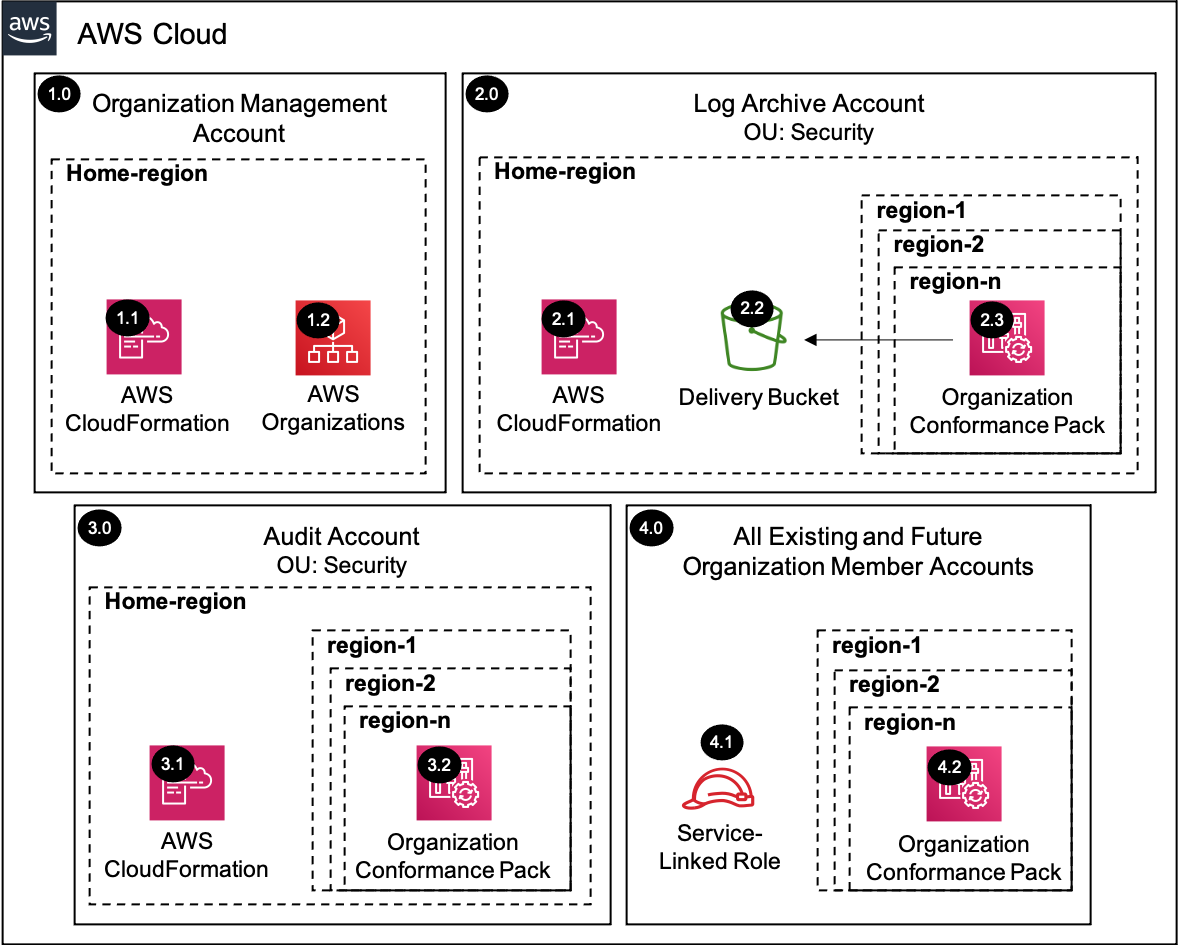 aws
AWS Cloud
1.0
Organization Management
Account
Home-region
1.1
AWS
CloudFormation
1.2
AWS
Organizations
2.0
Log Archive Account
OU: Security
Home-region
2.1
AWS
CloudFormation
2.2
Delivery Bucket
region-1
region-2
region-n
2.3
Organization
Conformance Pack
3.0
Audit Account
OU: Security
Home-region
3.1
AWS
CloudFormation
region-1
region-2
region-n
3.2
Organization
Conformance Pack
4.0
All Existing and Future
Organization Member Accounts
4.1
Service-
Linked Role
region-1
region-2
region-n
4.2
Organization
Conformance Pack